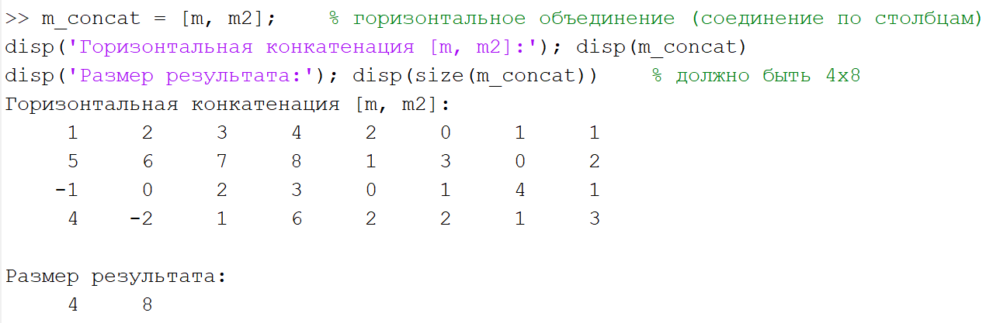 >> m_concat = [m, m2];    % горизонтальное объединение (соединение по столбцам)
disp('Горизонтальная конкатенация [m, m2]:'); disp(m_concat)
disp('Размер результата:'); disp(size(m_concat))    % должно быть 4x8
Горизонтальная конкатенация [m, m2]:
     1     2     3     4     2     0     1     1
     5     6     7     8     1     3     0     2
    -1     0     2     3     0     1     4     1
     4    -2     1     6     2     2     1     3
Размер результата:
     4     8